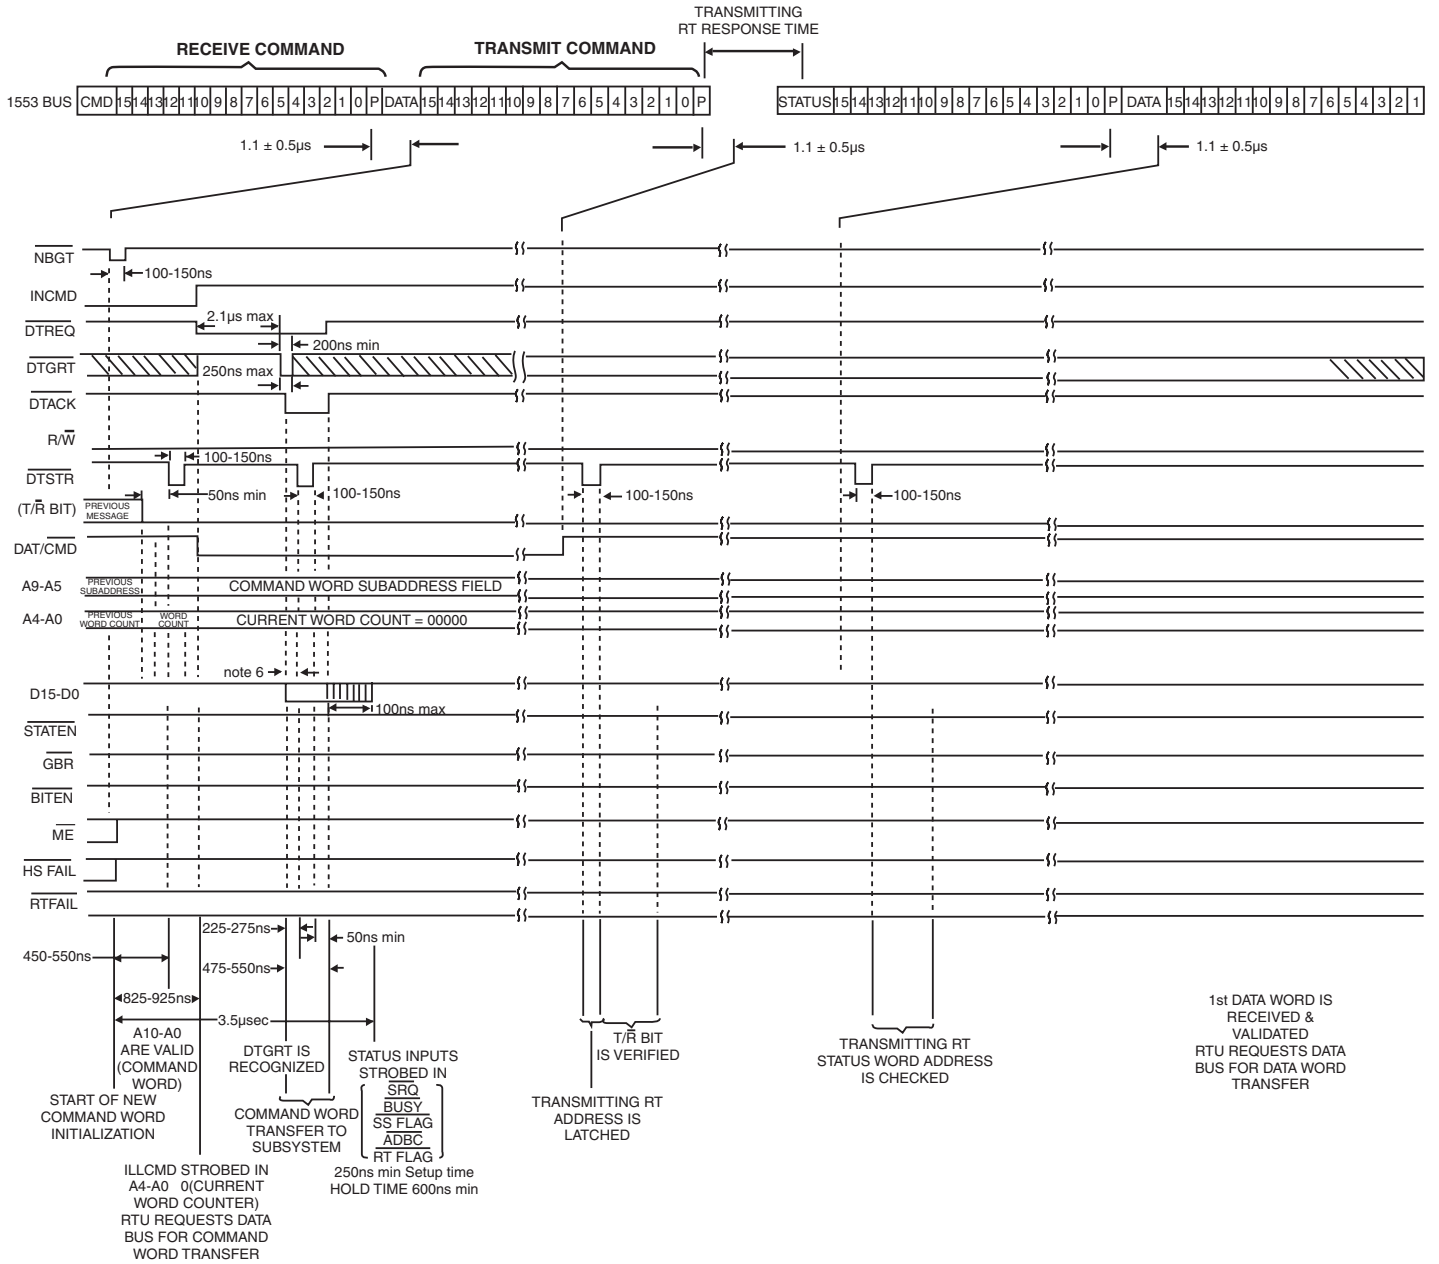 TRANSMITTING
RT RESPONSE TIME
RECEIVE COMMAND
TRANSMIT COMMAND
1553 BUS CMD 15 14 13 12 11 10 9 8 7 6 5 4 3 2 1 0 P DATA 15 14 13 12 11 10 9 8 7 6 5 4 3 2 1 0 P STATUS 15 14 13 12 11 10 9 8 7 6 5 4 3 2 1 0 P DATA 15 14 13 12 11 10 9 8 7 6 5 4 3 2 1
1.1 ± 0.5µs
1.1 ± 0.5µs
1.1 ± 0.5µs
NBGT
100-150ns
INCMD
2.1µs max
DTREQ
200ns min
DTGRT
250ns max
DTACK
R/W
100-150ns
DTSTR
50ns min
100-150ns
100-150ns
100-150ns
(T/R BIT)
PREVIOUS
MESSAGE
DAT/CMD
A9-A5
PREVIOUS
SUBADDRESS
COMMAND WORD SUBADDRESS FIELD
A4-A0
PREVIOUS
WORD COUNT
WORD
COUNT
CURRENT WORD COUNT = 00000
note 6
D15-D0
100ns max
STATEN
GBR
BITEN
ME
HS FAIL
RTFAIL
225-275ns
50ns min
450-550ns
475-550ns
825-925ns
3.5µsec
A10-A0
ARE VALID
(COMMAND
WORD)
START OF NEW
COMMAND WORD
INITIALIZATION
DTGRT IS
RECOGNIZED
COMMAND WORD
TRANSFER TO
SUBSYSTEM
STATUS INPUTS
STROBED IN
SRQ
BUSY
SS FLAG
ADBC
RT FLAG
250ns min Setup time
HOLD TIME 600ns min
ILLCMD STROBED IN
A4-A0 0(CURRENT
WORD COUNTER)
RTU REQUESTS DATA
BUS FOR COMMAND
WORD TRANSFER
T/R BIT
IS VERIFIED
TRANSMITTING RT
ADDRESS IS
LATCHED
TRANSMITTING RT
STATUS WORD ADDRESS
IS CHECKED
1st DATA WORD IS
RECEIVED &
VALIDATED
RTU REQUESTS DATA
BUS FOR DATA WORD
TRANSFER